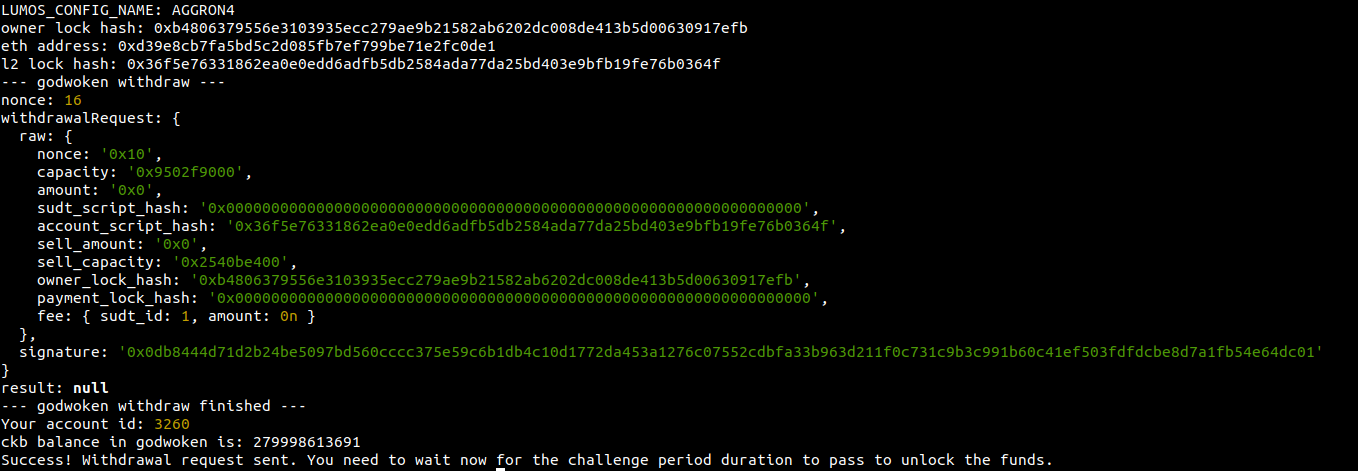 LUMOS_CONFIG_NAME: AGGRON4
owner lock hash: 0xb4806379556e3103935ecc279ae9b21582ab6202dc008de413b5d00630917efb
eth address: 0xd39e8cb7fa5bd5c2d085fb7ef799be71e2fc0de1
l2 lock hash: 0x36f5e76331862ea0e0edd6adfb5db2584ada77da25bd403e9bfb19fe76b0364f
--- godwoken withdraw ---
nonce: 16
withdrawalRequest: {
  raw: {
    nonce: '0x10',
    capacity: '0x9502f9000',
    amount: '0x0',
    sudt_script_hash: '0x0000000000000000000000000000000000000000000000000000000000000000',
    account_script_hash: '0x36f5e76331862ea0e0edd6adfb5db2584ada77da25bd403e9bfb19fe76b0364f',
    sell_amount: '0x0',
    sell_capacity: '0x2540be400',
    owner_lock_hash: '0xb4806379556e3103935ecc279ae9b21582ab6202dc008de413b5d00630917efb',
    payment_lock_hash: '0x0000000000000000000000000000000000000000000000000000000000000000',
    fee: { sudt_id: 1, amount: 0n }
  },
  signature: '0x0db8444d71d2b24be5097bd560cccc375e59c6b1db4c10d1772da453a1276c07552cdbfa33b963d211f0c731c9b3c991b60c41ef503fdfdcbe8d7a1fb54e64dc01'
}
result: null
--- godwoken withdraw finished ---
Your account id: 3260
ckb balance in godwoken is: 279998613691
Success! Withdrawal request sent. You need to wait now for the challenge period duration to pass to unlock the funds.